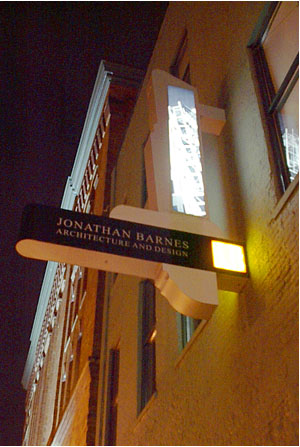 JONATHAN BARNES
ARCHITECTURE AND DESIGN